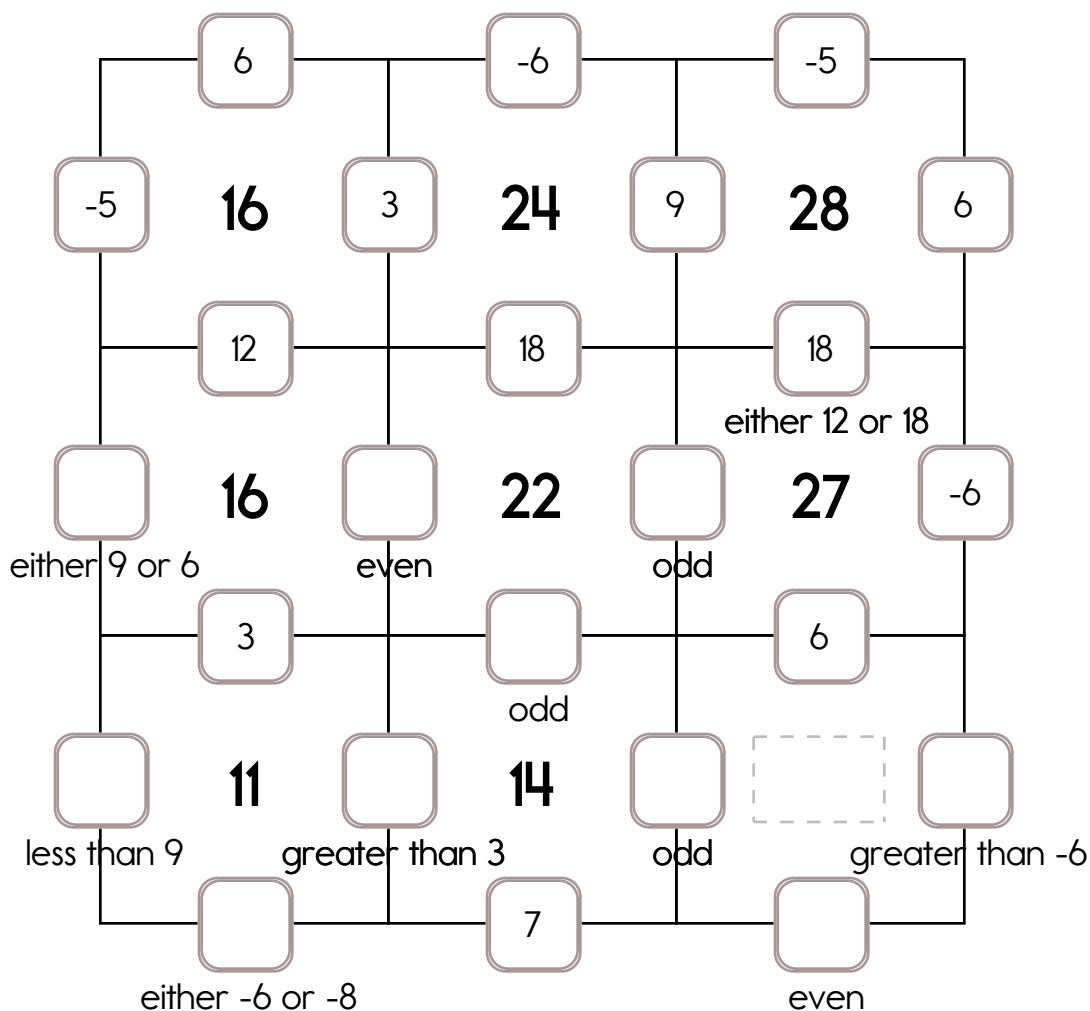 6 -6 -5
-5 16 3 24 9 28 6
12 18 18
either 12 or 18
16 22 27 -6
either 9 or 6 even odd
3 6
odd
11 14
less than 9 greater than 3 odd greater than -6
7
either -6 or -8 even